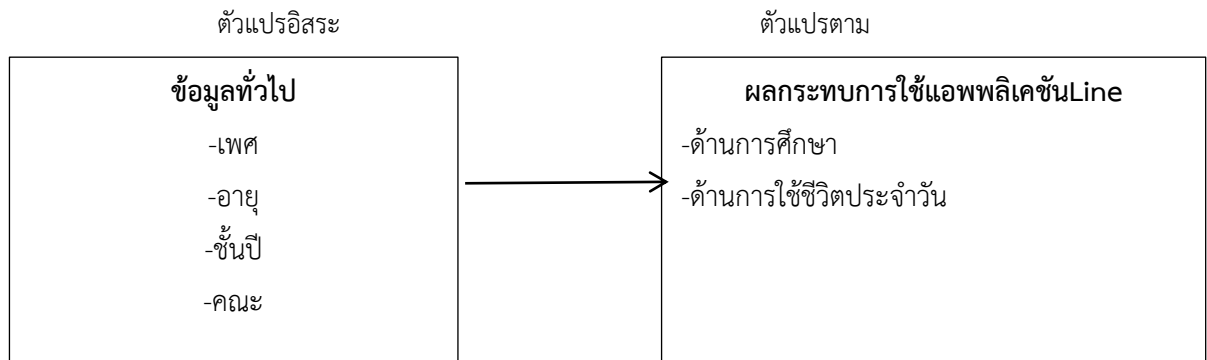 ตัวแปรอิสระ
ตัวแปรตาม
ข้อมูลทั่วไป
-เพศ
-อายุ
-ชั้นปี
-คณะ
ผลกระทบการใช้แอพพลิเคชันLine
-ด้านการศึกษา
-ด้านการใช้ชีวิตประจำวัน